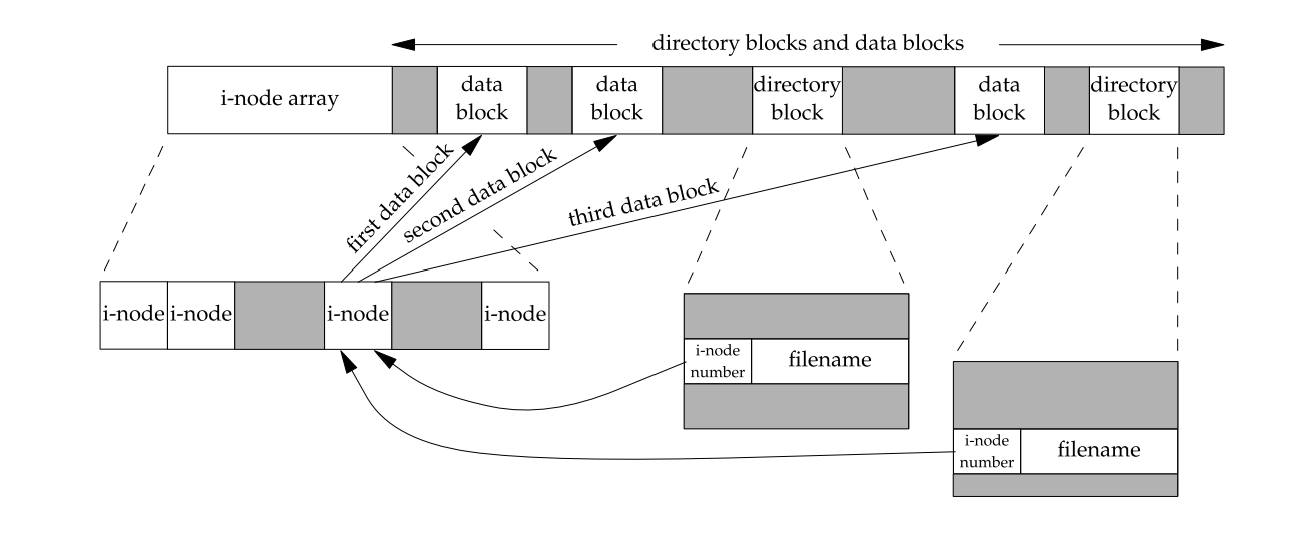 directory blocks and data blocks
i-node array
data
block
data
block
directory
block
data
block
directory
block
first data block
second data block
third data block
i-node
i-node
i-node
i-node
i-node
number
filename
i-node
number
filename